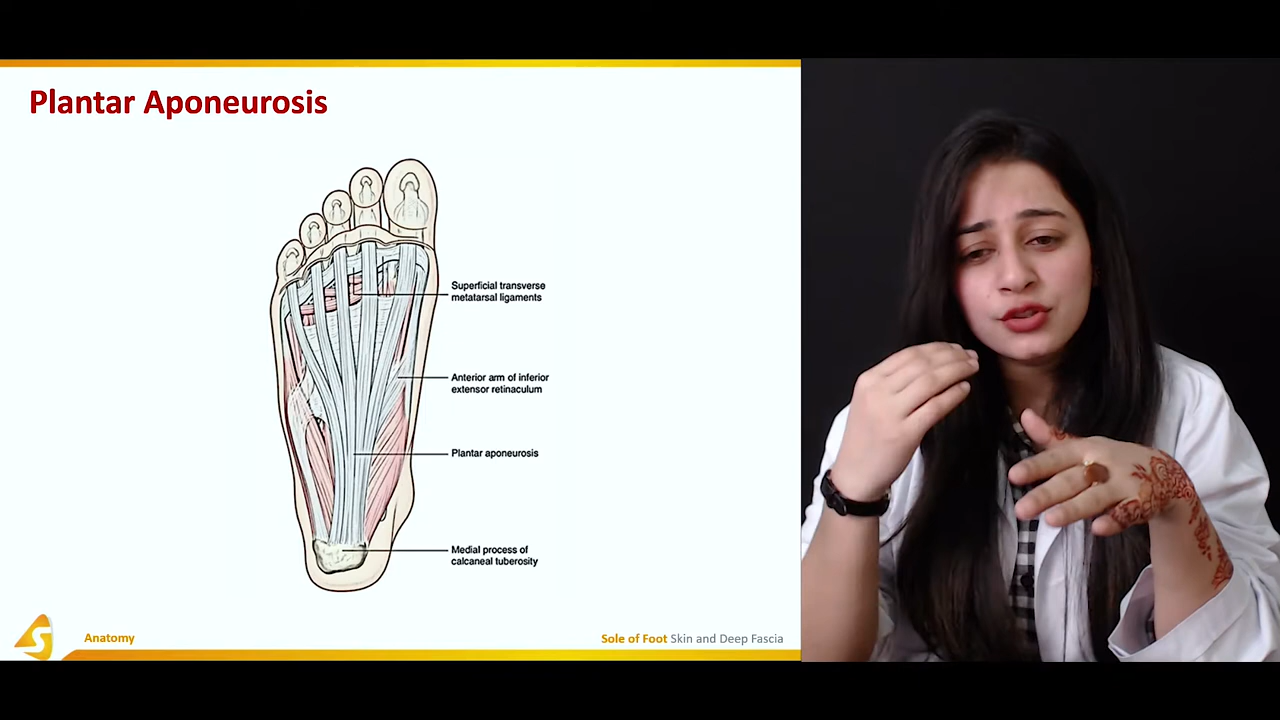 Plantar Aponeurosis
Superficial transverse
metatarsal ligaments
Anterior arm of inferior
extensor retinaculum
Plantar aponeurosis
Medial process of
calcaneal tuberosity
Anatomy
Sole of Foot Skin and Deep Fascia